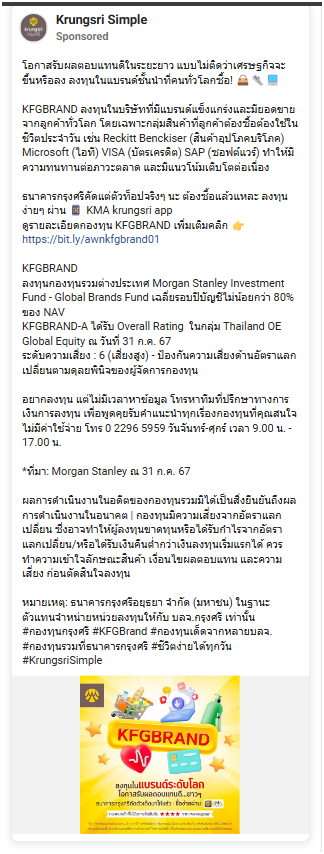 Krungsri Simple
Sponsored
โอกาสรับผลตอบแทนดีในระยะยาว แบบไม่ติดว่าเศรษฐกิจจะ
ขึ้นหรือลง ลงทุนในแบรนด์ชั้นนำที่คนทั่วโลกซื้อ!
KFGBRAND ลงทุนในบริษัทที่มีแบรนด์แข็งแกร่งและมียอดขาย
จากลูกค้าทั่วโลก โดยเฉพาะกลุ่มสินค้าที่ลูกค้าต้องซื้อต้องใช้ใน
ชีวิตประจำวัน เช่น Reckitt Benckiser (สินค้าอุปโภคบริโภค)
Microsoft (ไอที) VISA (บัตรเครดิต) SAP (ซอฟต์แวร์) ทำให้มี
ความทนทานต่อภาวะตลาด และมีแนวโน้มเติบโตต่อเนื่อง
ธนาคารกรุงศรีคัดแต่ตัวท็อปจริงๆ นะ ต้องซื้อแล้วแหละ ลงทุน
ง่ายๆ ผ่าน KMA krungsri app
ดูรายละเอียดกองทุน KFGBRAND เพิ่มเติมคลิก
https://bit.ly/awnkfgbrand01
KFGBRAND
ลงทุนกองทุนรวมต่างประเทศ Morgan Stanley Investment
Fund - Global Brands Fund เฉลี่ยรอบปีบัญชีไม่น้อยกว่า 80%
ของ NAV
KFGBRAND-A ได้รับ Overall Rating ในกลุ่ม Thailand OE
Global Equity ณ วันที่ 31 ก.ค. 67
ระดับความเสี่ยง : 6 (เสี่ยงสูง) - ป้องกันความเสี่ยงด้านอัตราแลก
เปลี่ยนตามดุลยพินิจของผู้จัดการกองทุน
อยากลงทุน แต่ไม่มีเวลาหาข้อมูล โทรหาทีมที่ปรึกษาทางการ
เงินการลงทุน เพื่อพูดคุยรับคำแนะนำทุกเรื่องกองทุนที่คุณสนใจ
ไม่มีค่าใช้จ่าย โทร 0 2296 5959 วันจันทร์-ศุกร์ เวลา 9.00 น. -
17.00 น.
*ที่มา: Morgan Stanley ณ 31 ก.ค. 67
ผลการดำเนินงานในอดีตของกองทุนรวมมิได้เป็นสิ่งยืนยันถึงผล
การดำเนินงานในอนาคต | กองทุนมีความเสี่ยงจากอัตราแลก
เปลี่ยน ซึ่งอาจทำให้ผู้ลงทุนขาดทุนหรือได้รับกำไรจากอัตรา
แลกเปลี่ยน/หรือได้รับเงินคืนต่ำกว่าเงินลงทุนเริ่มแรกได้ ควร
ทำความเข้าใจลักษณะสินค้า เงื่อนไขผลตอบแทน และความ
เสี่ยง ก่อนตัดสินใจลงทุน
หมายเหตุ: ธนาคารกรุงศรีอยุธยา จำกัด (มหาชน) ในฐานะ
ตัวแทนจำหน่ายหน่วยลงทุนให้กับ บลจ.กรุงศรี เท่านั้น
#กองทุนกรุงศรี #KFGBrand #กองทุนเด็ดจากหลายบลจ.
#กองทุนรวมที่ธนาคารกรุงศรี #ชีวิตง่ายได้ทุกวัน
#KrungsriSimple
KFGBRAND
ลงทุนในแบรนด์ระดับโลก
โอกาสรับผลตอบแทนดี...ยาวๆ